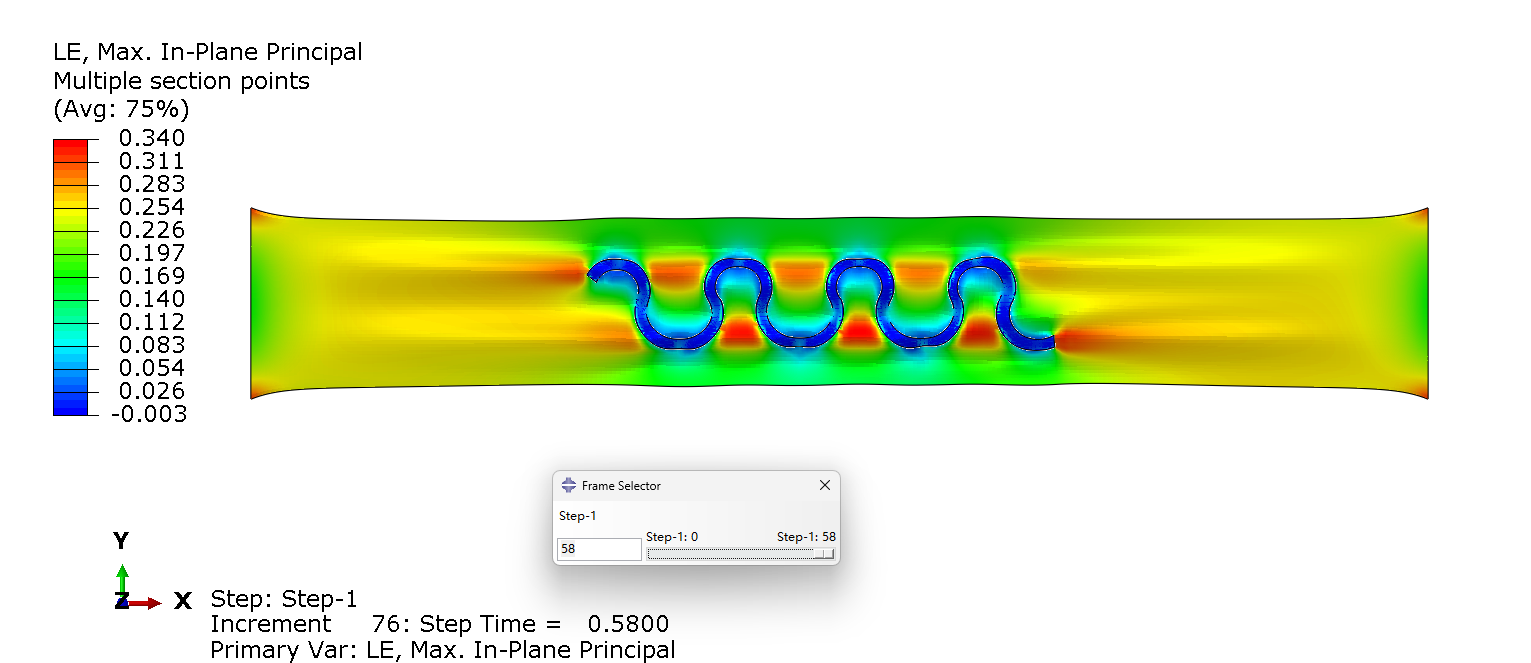 LE, Max. In-Plane Principal
Multiple section points
(Avg: 75%)
0.340
0.311
0.283
0.254
0.226
0.197
0.169
0.140
0.112
0.083
0.054
0.026
-0.003
Frame Selector
Step-1
Step-1: 0 Step-1: 58
58
Y
Z X
Step: Step-1
Increment 76: Step Time = 0.5800
Primary Var: LE, Max. In-Plane Principal